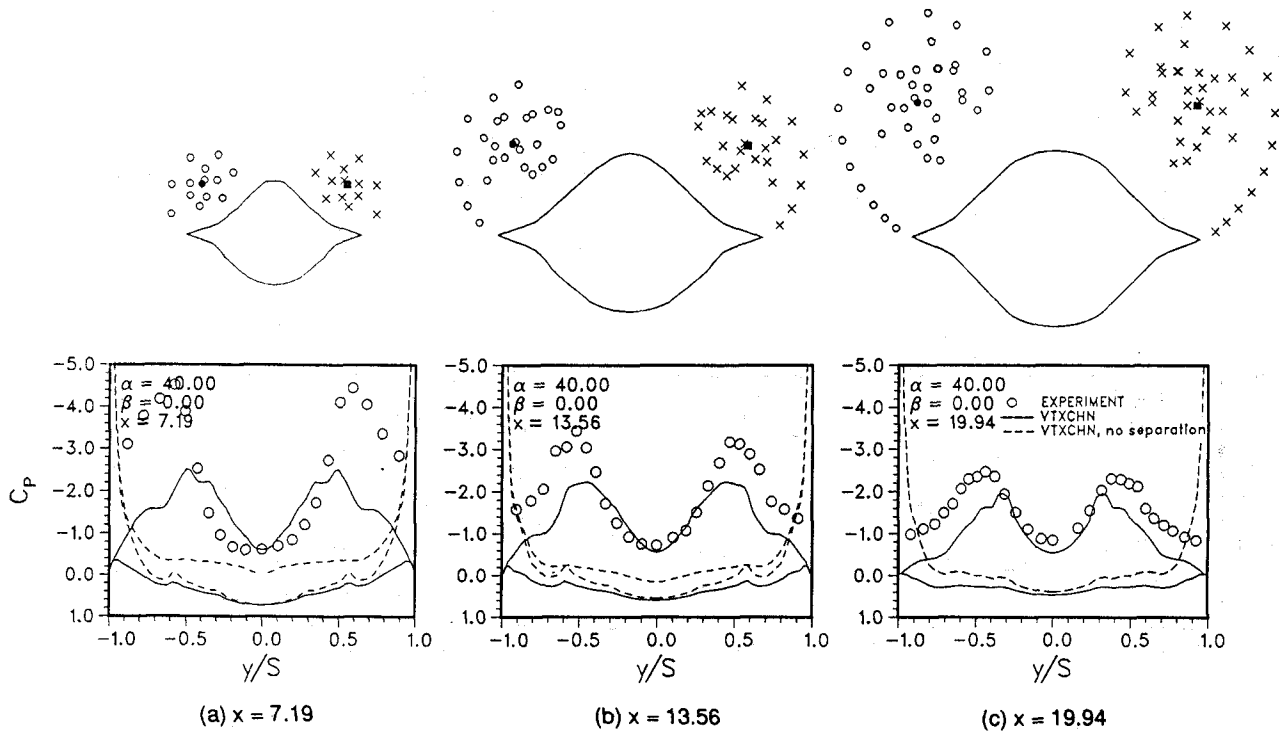 -5.0
-4.0
-3.0
-2.0
-1.0
0.0
1.0
Cp
α = 40.00
β = 0.00
x = 7.19
-1.0 -0.5 0.0 0.5 1.0
y/S
(a) x = 7.19
-5.0
-4.0
-3.0
-2.0
-1.0
0.0
1.0
α = 40.00
β = 0.00
x = 13.56
-1.0 -0.5 0.0 0.5 1.0
y/S
(b) x = 13.56
-5.0
-4.0
-3.0
-2.0
-1.0
0.0
1.0
α = 40.00
β = 0.00
x = 19.94
EXPERIMENT
VTXCHN
VTXCHN, no separation
-1.0 -0.5 0.0 0.5 1.0
y/S
(c) x = 19.94